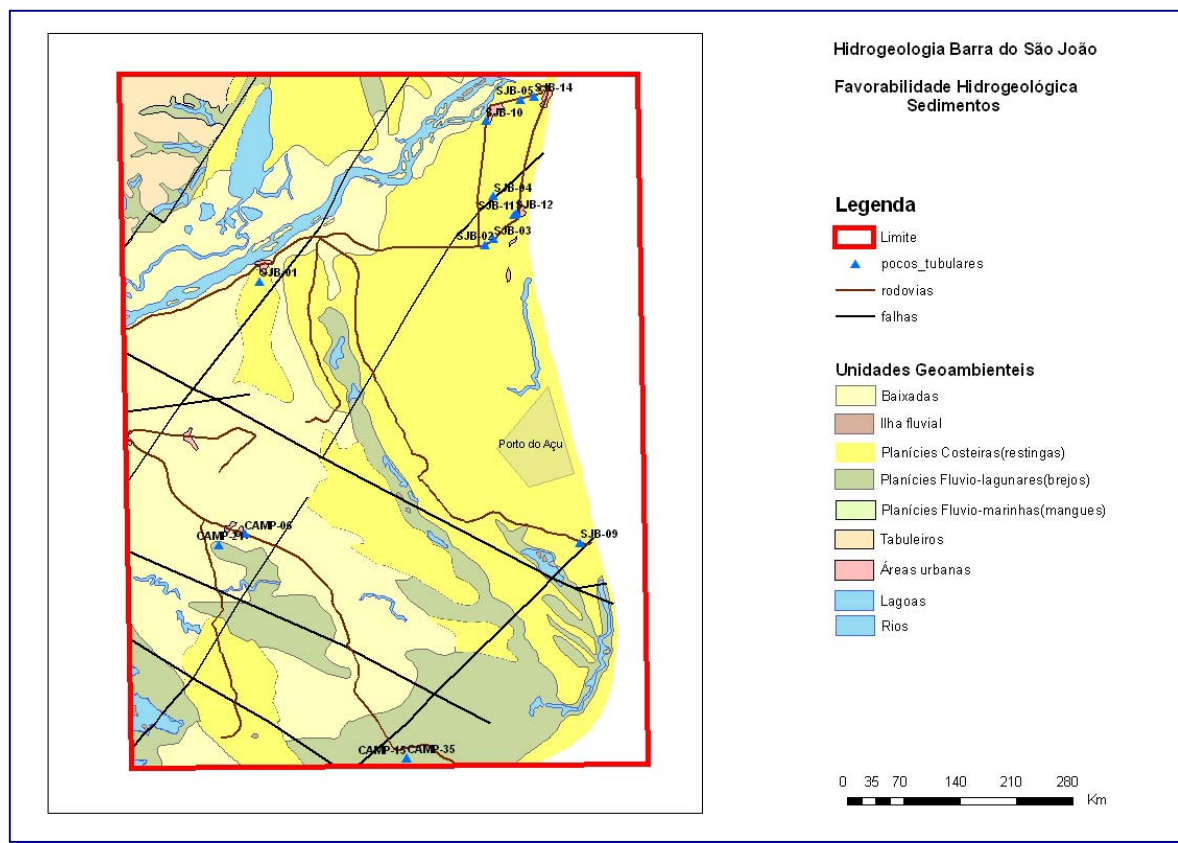 Hidrogeologia Barra do São João
Favorabilidade Hidrogeológica
Sedimentos
SJB-05
SJB-14
SJB-10
SJB-04
SJB-11
SJB-12
SJB-02
SJB-03
SJB-01
Porto do Açu
CAMP-06
CAMP-21
SJB-09
CAMP-15
CAMP-35
Legenda
Limite
pocos_tubulares
rodovias
falhas
Unidades Geoambienteis
Baixadas
Ilha fluvial
Planícies Costeiras(restingas)
Planícies Fluvio-lagunares(brejos)
Planícies Fluvio-marinhas(mangues)
Tabuleiros
Áreas urbanas
Lagoas
Rios
0 35 70 140 210 280
Km